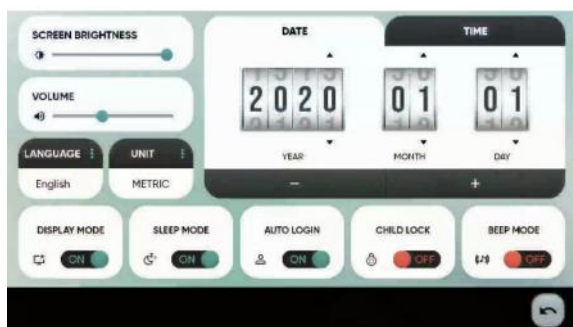 SCREEN BRIGHTNESS
VOLUME
LANGUAGE
English
UNIT
METRIC
DATE
TIME
2020
01
01
YEAR
MONTH
DAY
-
+
DISPLAY MODE
ON
SLEEP MODE
ON
AUTO LOGIN
ON
CHILD LOCK
OFF
BEEP MODE
OFF